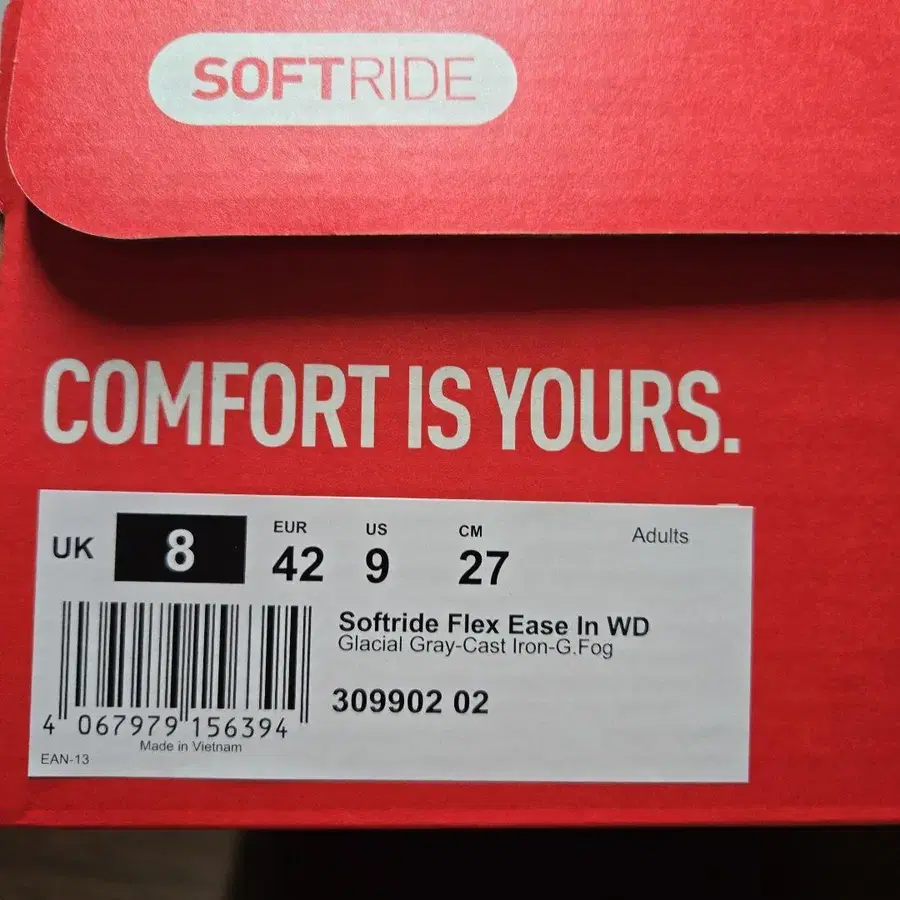 SOFTRIDE
COMFORT IS YOURS.
UK 8 EUR 42 US 9 CM 27 Adults
Softride Flex Ease In WD
Glacial Gray-Cast Iron-G.Fog
309902 02
4 067979 156394
Made in Vietnam
EAN-13